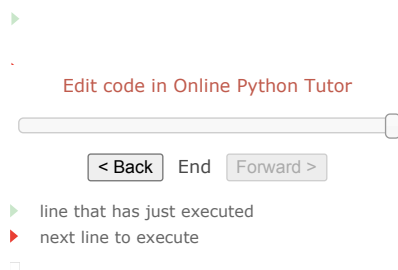 Edit code in Online Python Tutor
< Back End Forward >
line that has just executed
next line to execute